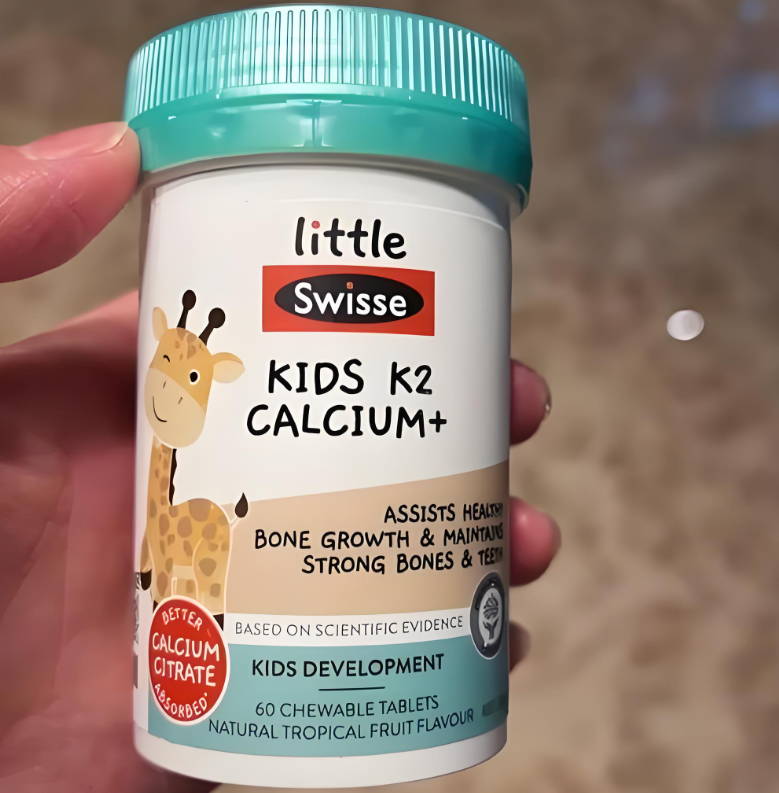 little
Swisse
KIDS K2
CALCIUM+
ASSISTS HEALTHY
BONE GROWTH & MAINTAINS
STRONG BONES & TEETH
BASED ON SCIENTIFIC EVIDENCE
BETTER
CALCIUM
CITRATE
ABSORBED*
KIDS DEVELOPMENT
60 CHEWABLE TABLETS
NATURAL TROPICAL FRUIT FLAVOUR